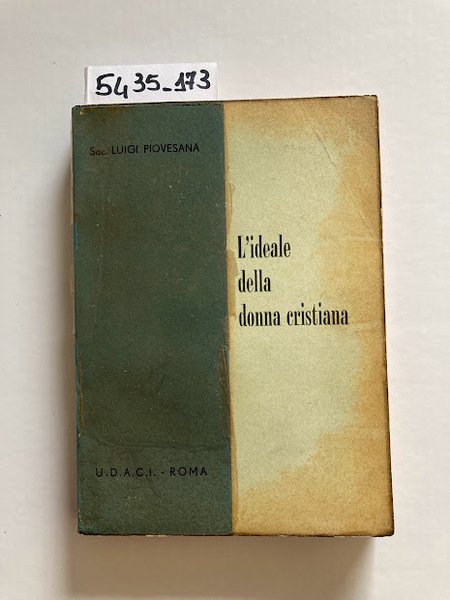 5435_173
Sac. LUIGI PIOVESANA
L'ideale
della
donna cristiana
U.D.A.C.I. - ROMA